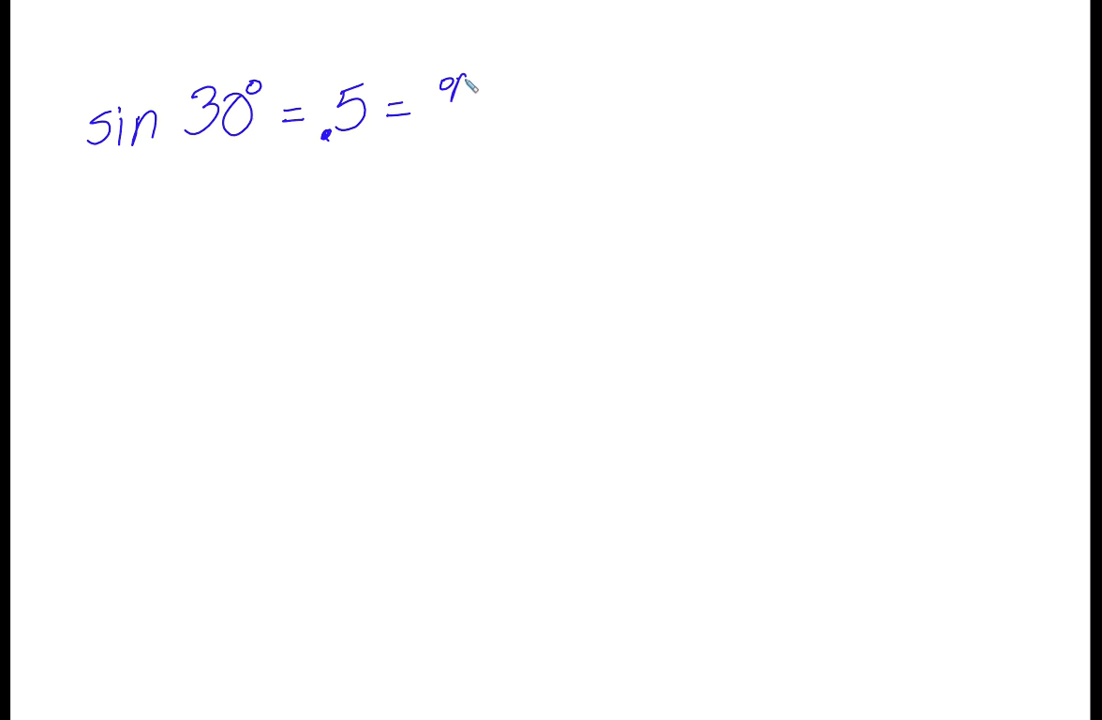 sin 30° = .5 =